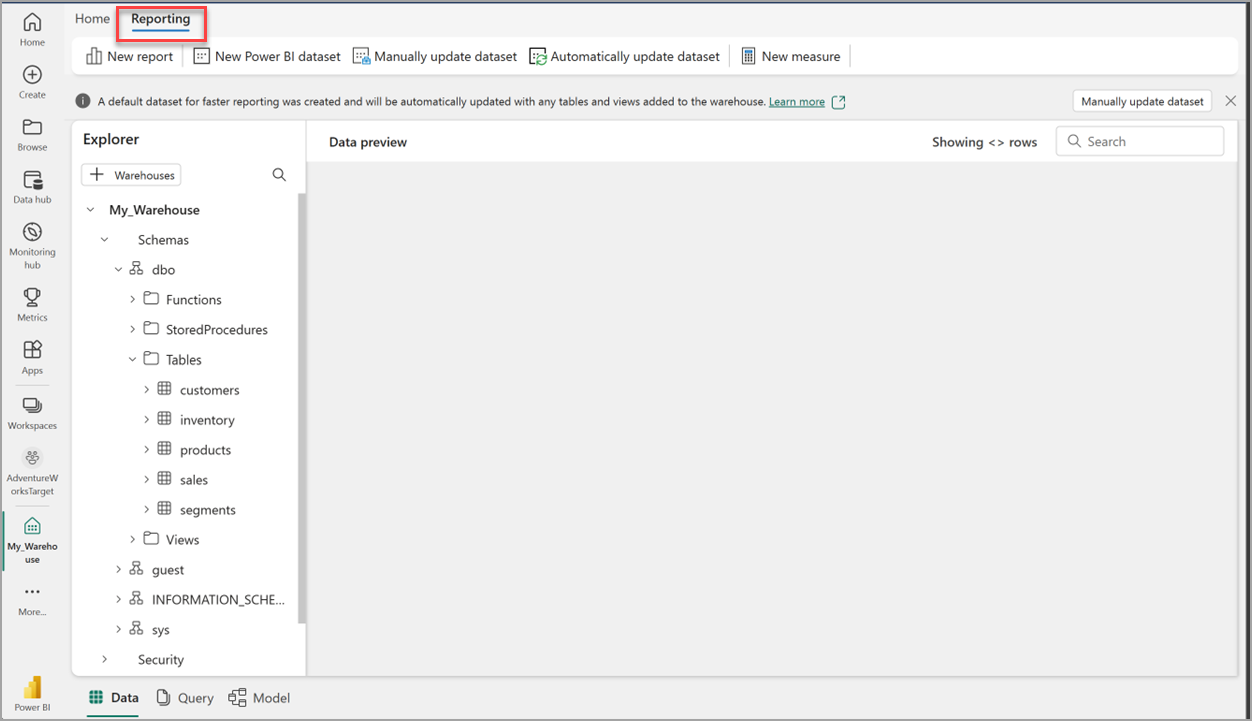 Home
Create
Browse
Data hub
Monitoring
hub
Metrics
Apps
Workspaces
AdventureW
orksTarget
My_Wareho
use
More...
Power BI
Home Reporting
New report New Power BI dataset Manually update dataset Automatically update dataset New measure
A default dataset for faster reporting was created and will be automatically updated with any tables and views added to the warehouse. Learn more Manually update dataset
Explorer
Warehouses
My_Warehouse
Schemas
dbo
Functions
StoredProcedures
Tables
customers
inventory
products
sales
segments
Views
guest
INFORMATION_SCHE...
sys
Security
Data preview Showing <> rows Search
Data Query Model